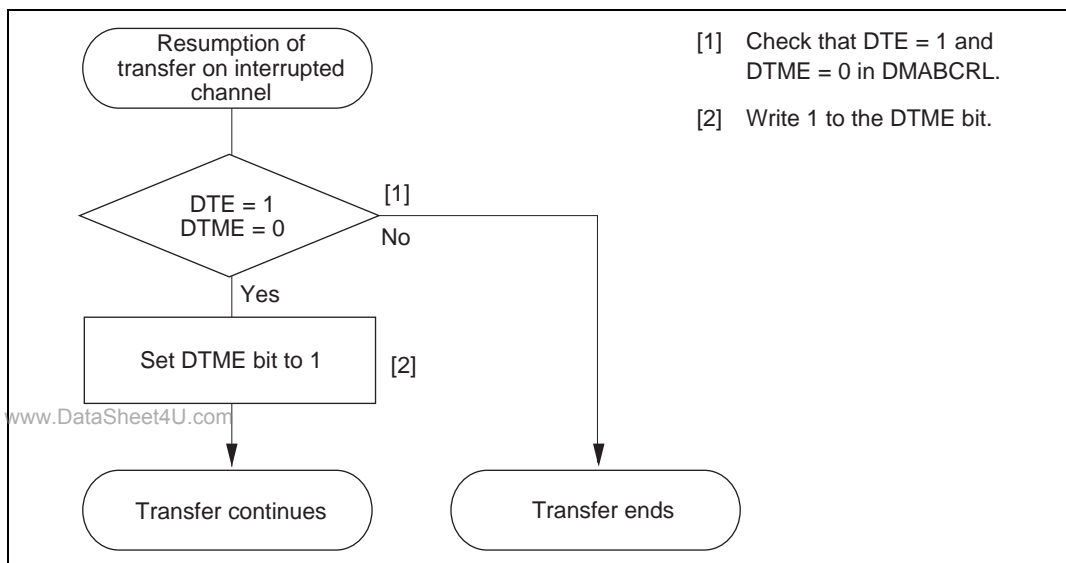 Resumption of
transfer on interrupted
channel
[1] Check that DTE = 1 and
DTME = 0 in DMABCRL.
[2] Write 1 to the DTME bit.
DTE = 1
DTME = 0
[1]
No
Yes
Set DTME bit to 1
[2]
www.DataSheet4U.com
Transfer continues
Transfer ends